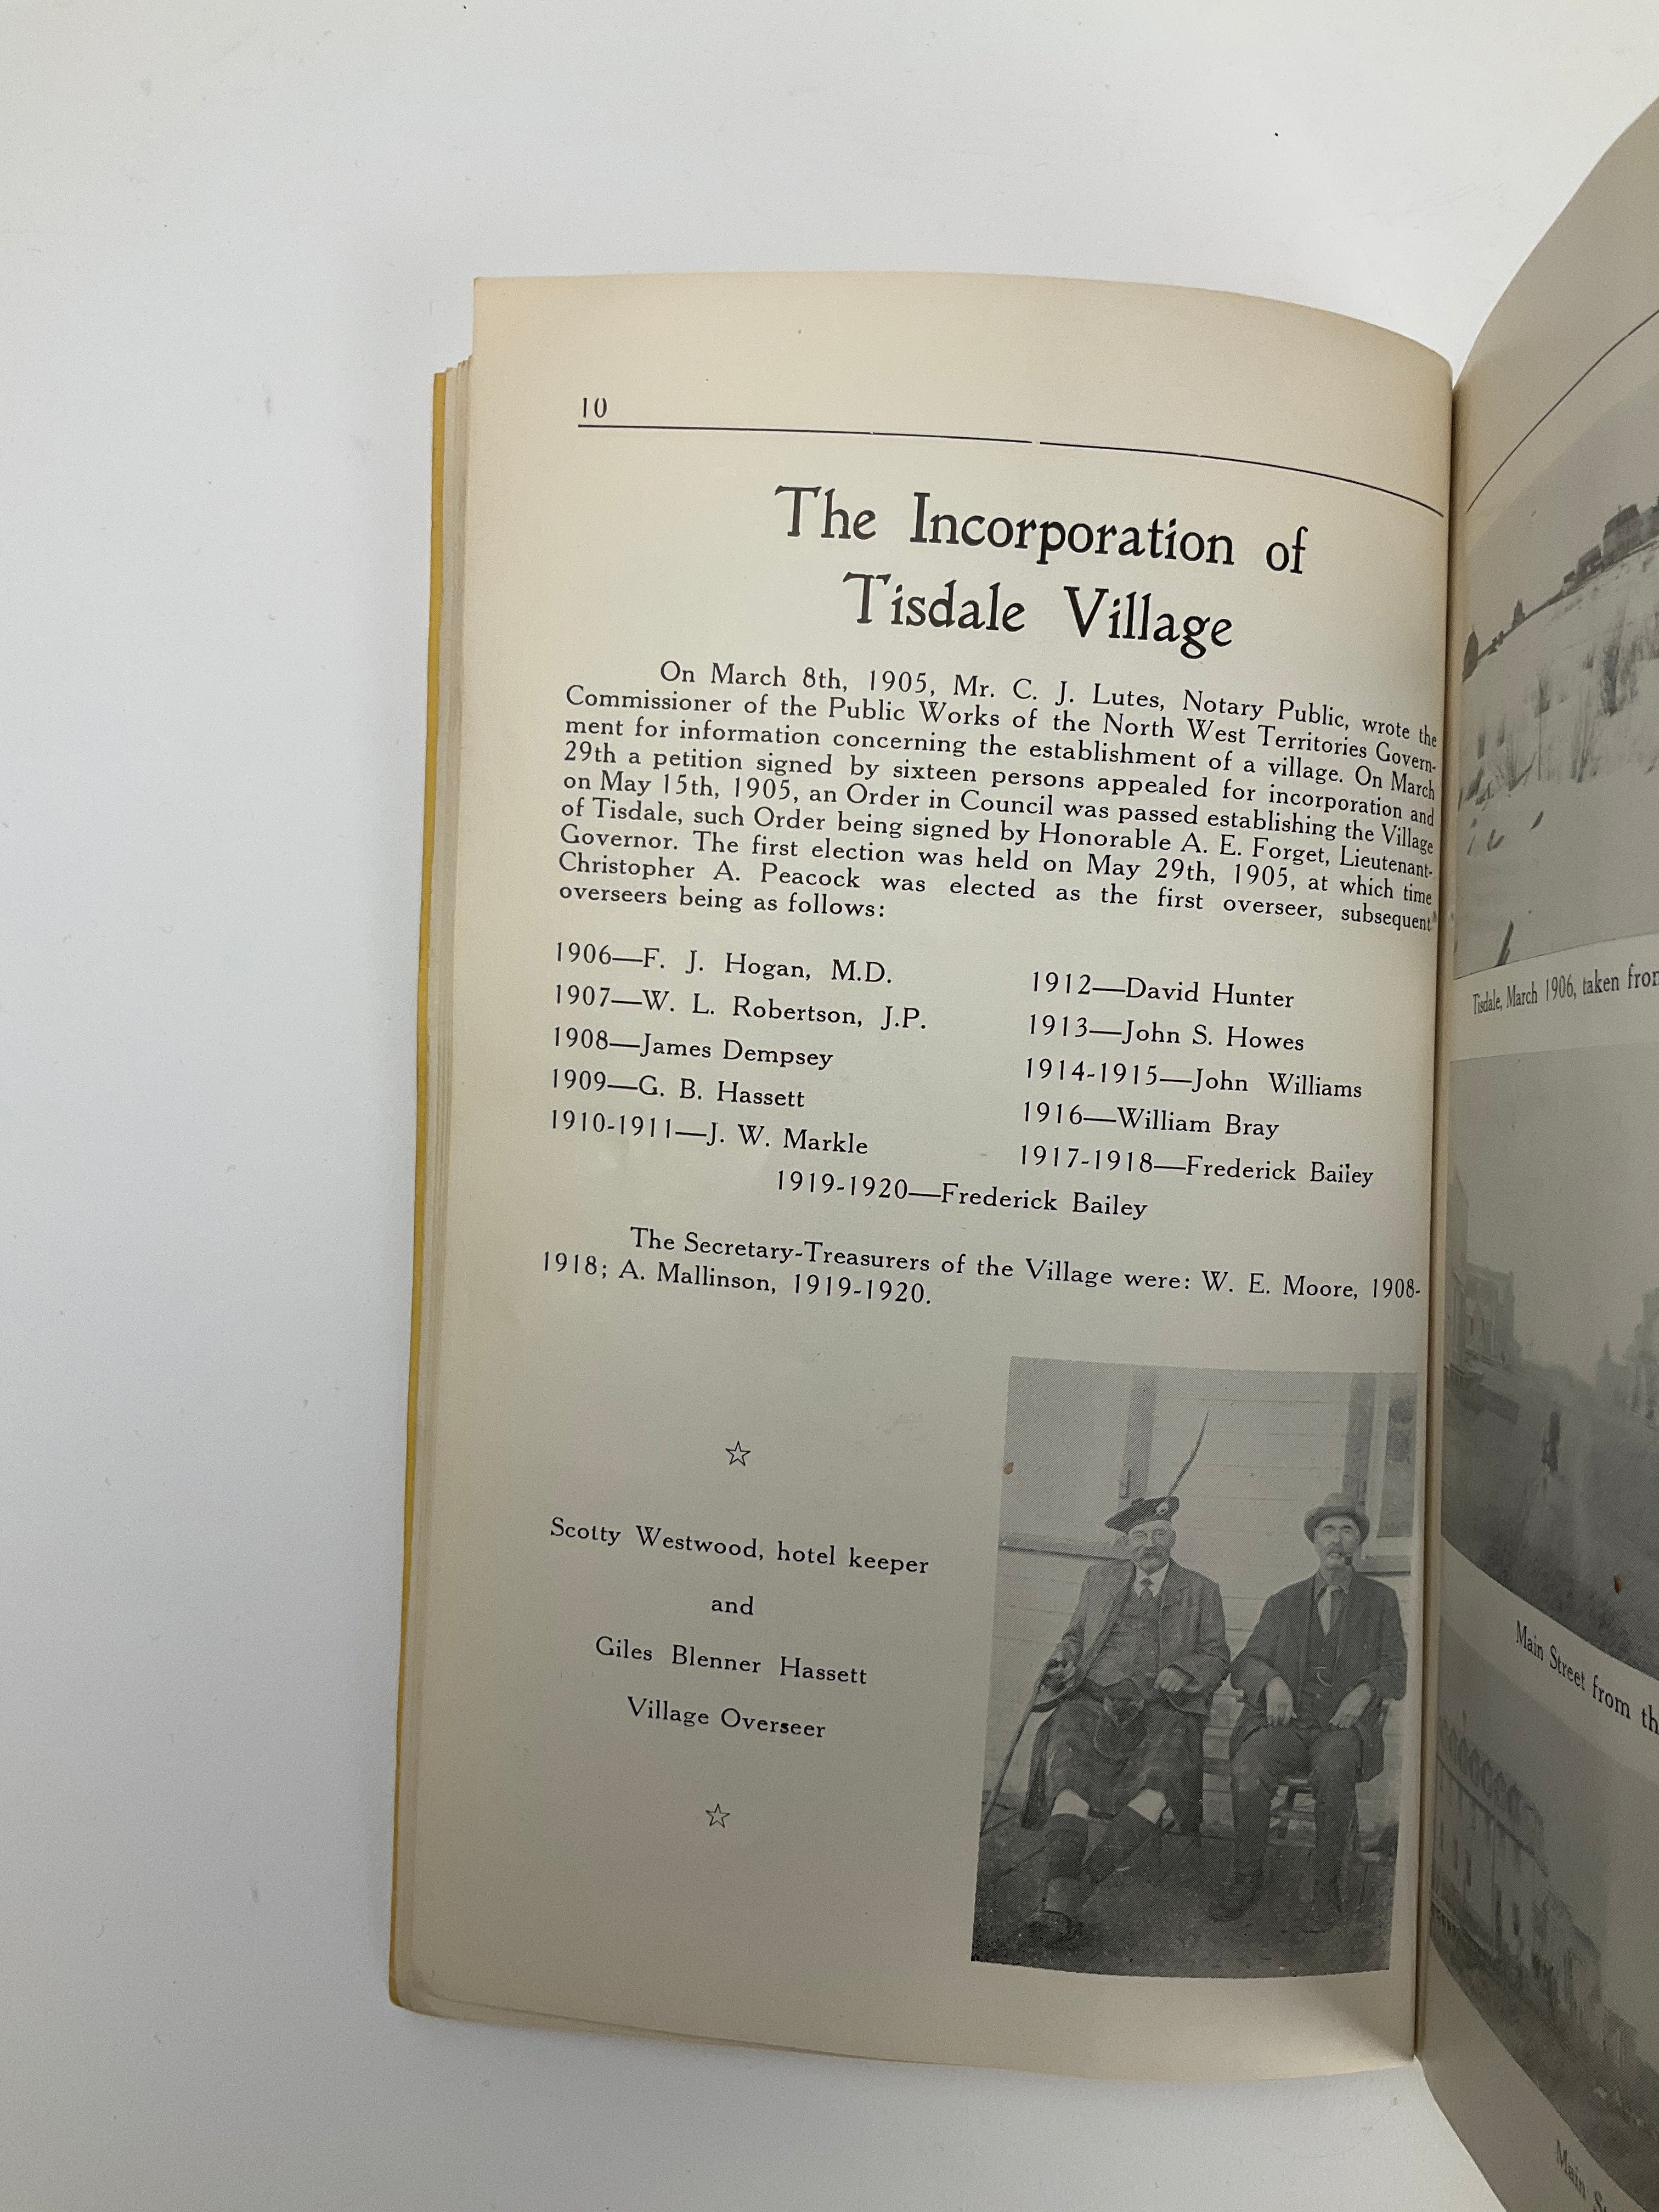 10
The Incorporation of
Tisdale Village
On March 8th, 1905, Mr. C. J. Lutes, Notary Public, wrote the
Commissioner of the Public Works of the North West Territories Govern-
ment for information concerning the establishment of a village. On March
29th a petition signed by sixteen persons appealed for incorporation and
on May 15th, 1905, an Order in Council was passed establishing the Village
of Tisdale, such Order being signed by Honorable A. E. Forget, Lieutenant-
Governor. The first election was held on May 29th, 1905, at which time
Christopher A. Peacock was elected as the first overseer, subsequent
overseers being as follows:
1906—F. J. Hogan, M.D.
1907—W. L. Robertson, J.P.
1908—James Dempsey
1909—G. B. Hassett
1910-1911—J. W. Markle
1912—David Hunter
1913—John S. Howes
1914-1915—John Williams
1916—William Bray
1917-1918—Frederick Bailey
1919-1920—Frederick Bailey
The Secretary-Treasurers of the Village were: W. E. Moore, 1908-
1918; A. Mallinson, 1919-1920.
☆
Scotty Westwood, hotel keeper
and
Giles Blenner Hassett
Village Overseer
☆
Tisdale, March 1906, taken from
Main Street from
Main